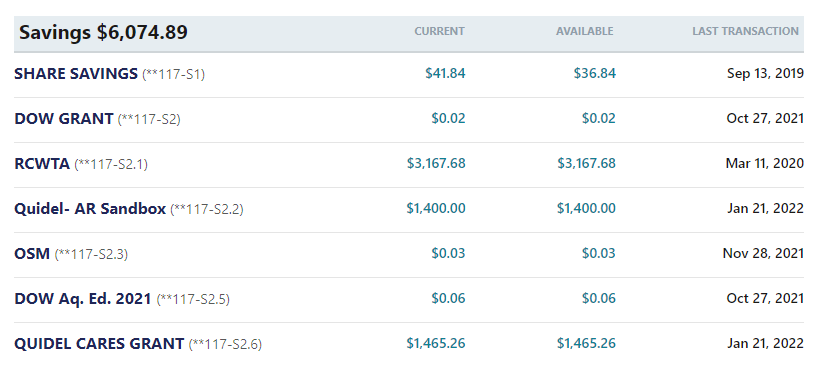 Savings $6,074.89 CURRENT AVAILABLE LAST TRANSACTION
SHARE SAVINGS (**117-S1) $41.84 $36.84 Sep 13, 2019
DOW GRANT (**117-S2) $0.02 $0.02 Oct 27, 2021
RCWTA (**117-S2.1) $3,167.68 $3,167.68 Mar 11, 2020
Quidel- AR Sandbox (**117-S2.2) $1,400.00 $1,400.00 Jan 21, 2022
OSM (**117-S2.3) $0.03 $0.03 Nov 28, 2021
DOW Aq. Ed. 2021 (**117-S2.5) $0.06 $0.06 Oct 27, 2021
QUIDEL CARES GRANT (**117-S2.6) $1,465.26 $1,465.26 Jan 21, 2022